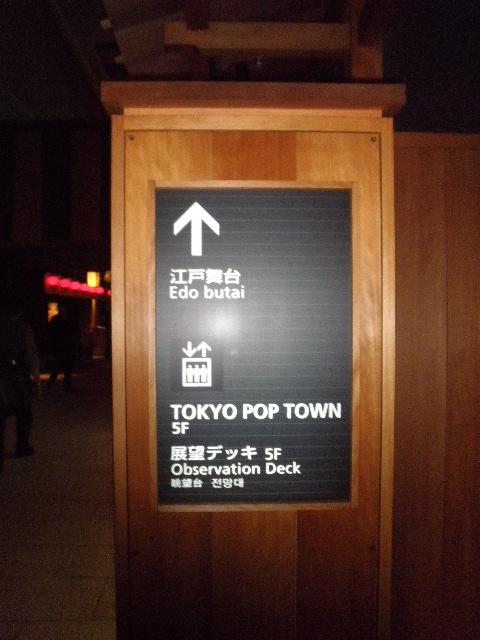 江戸舞台
Edo butai
TOKYO POP TOWN
5F
展望デッキ 5F
Observation Deck
眺望台 전망대